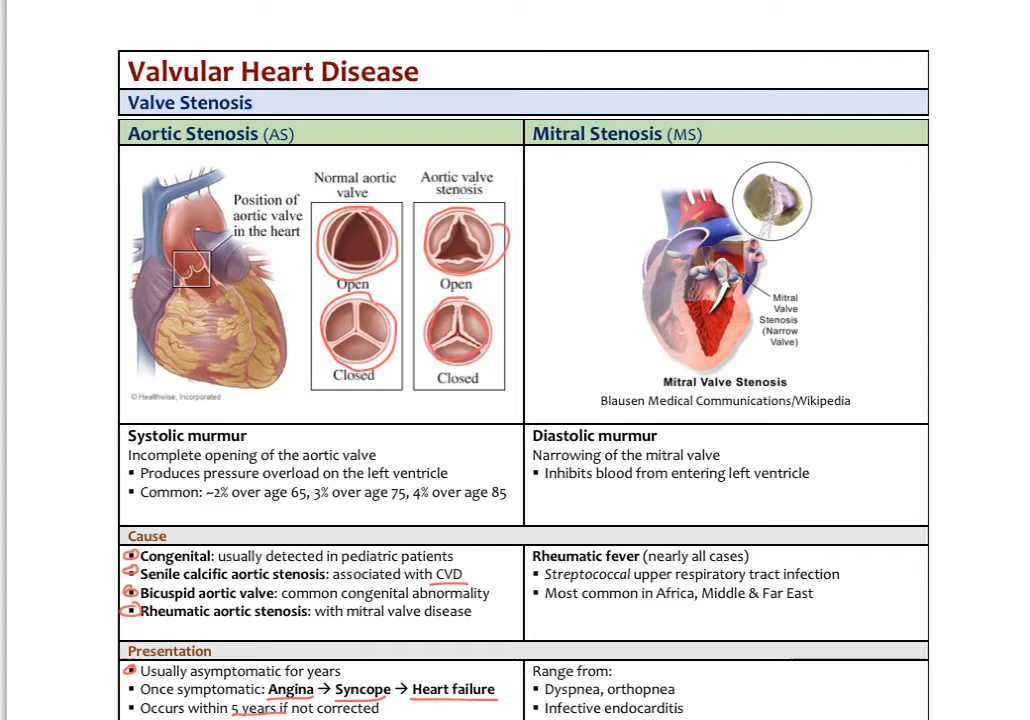 Valvular Heart Disease
Valve Stenosis
Aortic Stenosis (AS)
Position of
aortic valve
in the heart
Normal aortic
valve
Open
Closed
Aortic valve
stenosis
Open
Closed
© Healthwise, Incorporated
Systolic murmur
Incomplete opening of the aortic valve
▪ Produces pressure overload on the left ventricle
▪ Common: ~2% over age 65, 3% over age 75, 4% over age 85
Mitral Stenosis (MS)
Mitral
Valve
Stenosis
(Narrow
Valve)
Mitral Valve Stenosis
Blausen Medical Communications/Wikipedia
Diastolic murmur
Narrowing of the mitral valve
▪ Inhibits blood from entering left ventricle
Cause
▪ Congenital: usually detected in pediatric patients
▪ Senile calcific aortic stenosis: associated with CVD
▪ Bicuspid aortic valve: common congenital abnormality
▪ Rheumatic aortic stenosis: with mitral valve disease
Rheumatic fever (nearly all cases)
▪ Streptococcal upper respiratory tract infection
▪ Most common in Africa, Middle & Far East
Presentation
▪ Usually asymptomatic for years
▪ Once symptomatic: Angina → Syncope → Heart failure
▪ Occurs within 5 years if not corrected
Range from:
▪ Dyspnea, orthopnea
▪ Infective endocarditis